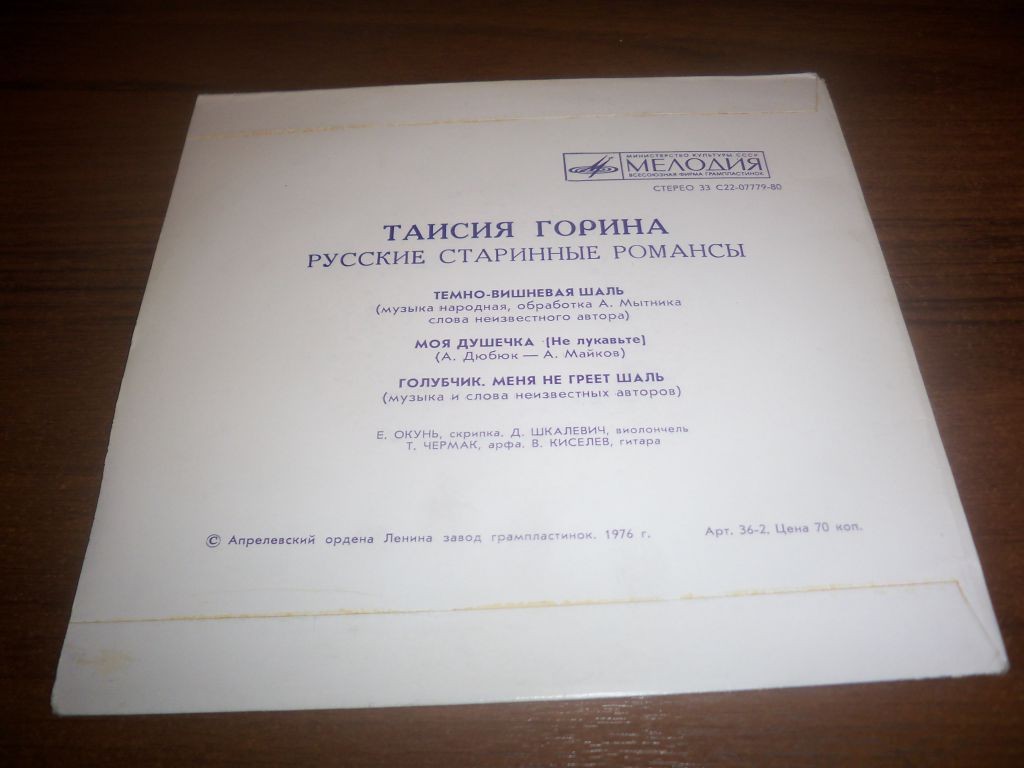 МИНИСТЕРСТВО КУЛЬТУРЫ СССР
МЕЛОДИЯ
ВСЕСОЮЗНАЯ ФИРМА ГРАМПЛАСТИНОК
СТЕРЕО 33 С22-07779-80
ТАИСИЯ ГОРИНА
РУССКИЕ СТАРИННЫЕ РОМАНСЫ
ТЕМНО-ВИШНЕВАЯ ШАЛЬ
(музыка народная, обработка А. Мытника
слова неизвестного автора)
МОЯ ДУШЕЧКА (Не лукавьте)
(А. Дюбюк — А. Майков)
ГОЛУБЧИК. МЕНЯ НЕ ГРЕЕТ ШАЛЬ
(музыка и слова неизвестных авторов)
Е. ОКУНЬ, скрипка. Д. ШКАЛЕВИЧ, виолончель
Т. ЧЕРМАК, арфа. В. КИСЕЛЕВ, гитара
© Апрелевский ордена Ленина завод грампластинок. 1976 г. Арт. 36-2. Цена 70 коп.